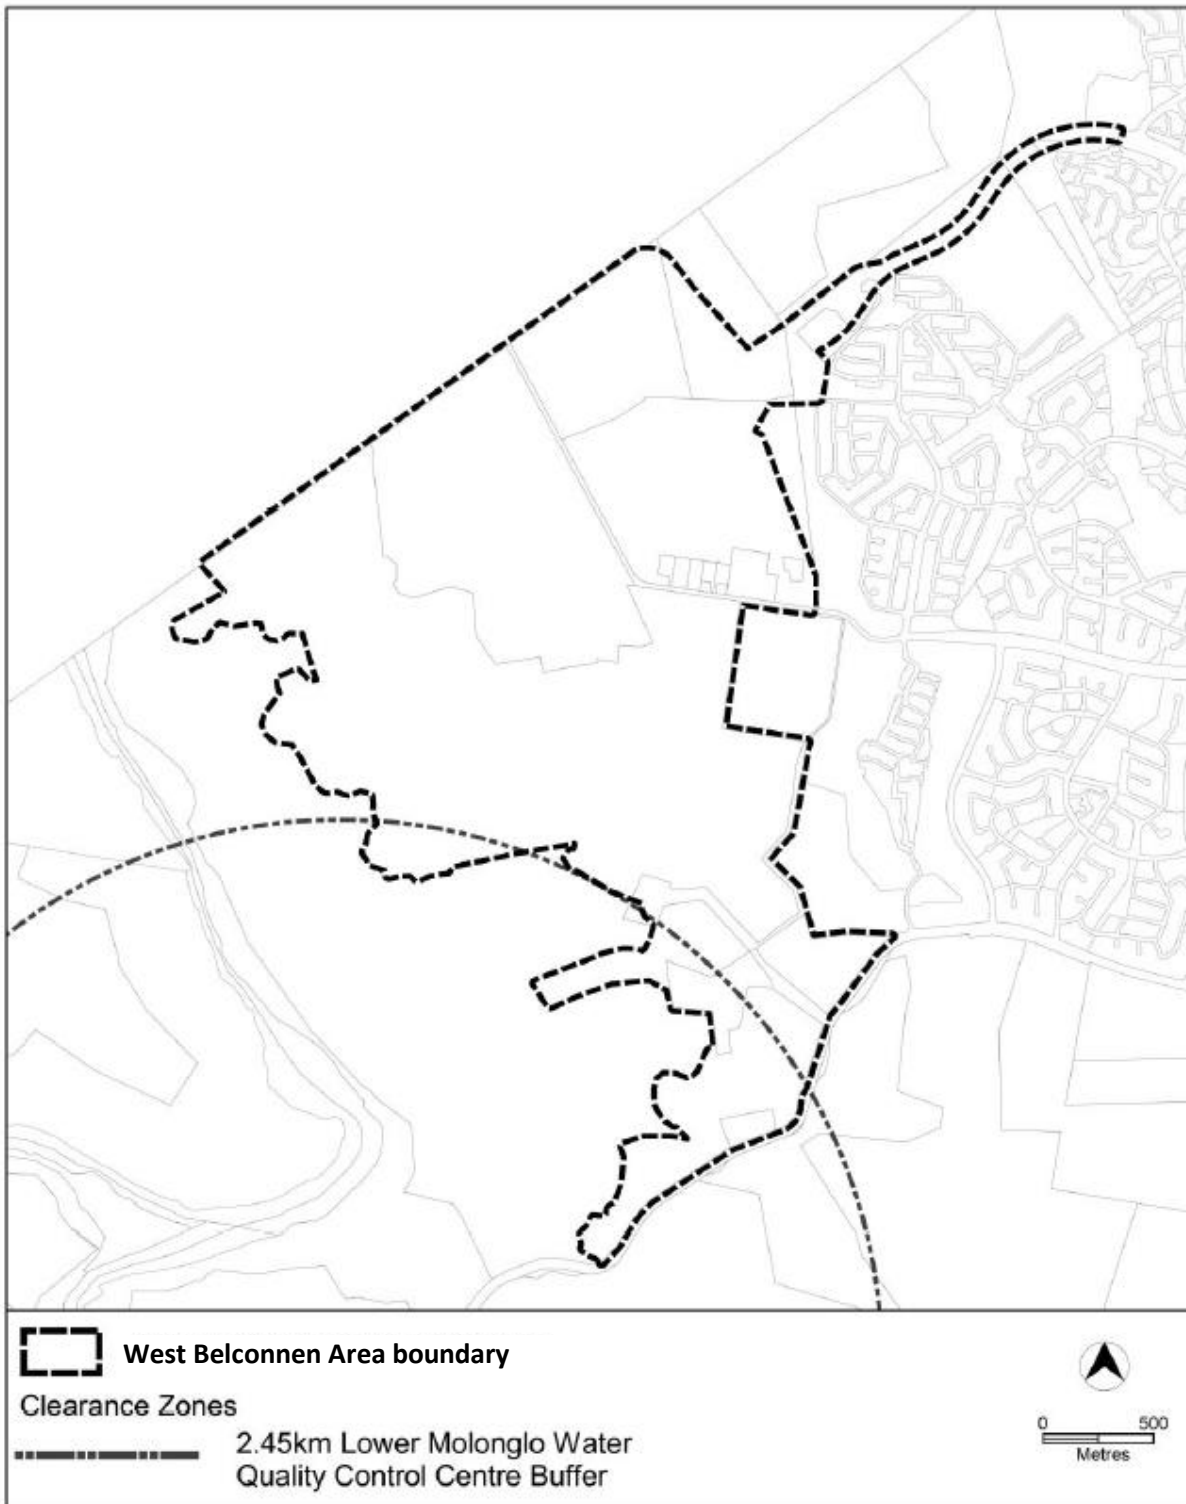 West Belconnen Area boundary
Clearance Zones
2.45km Lower Molonglo Water
Quality Control Centre Buffer
0 500
Metres